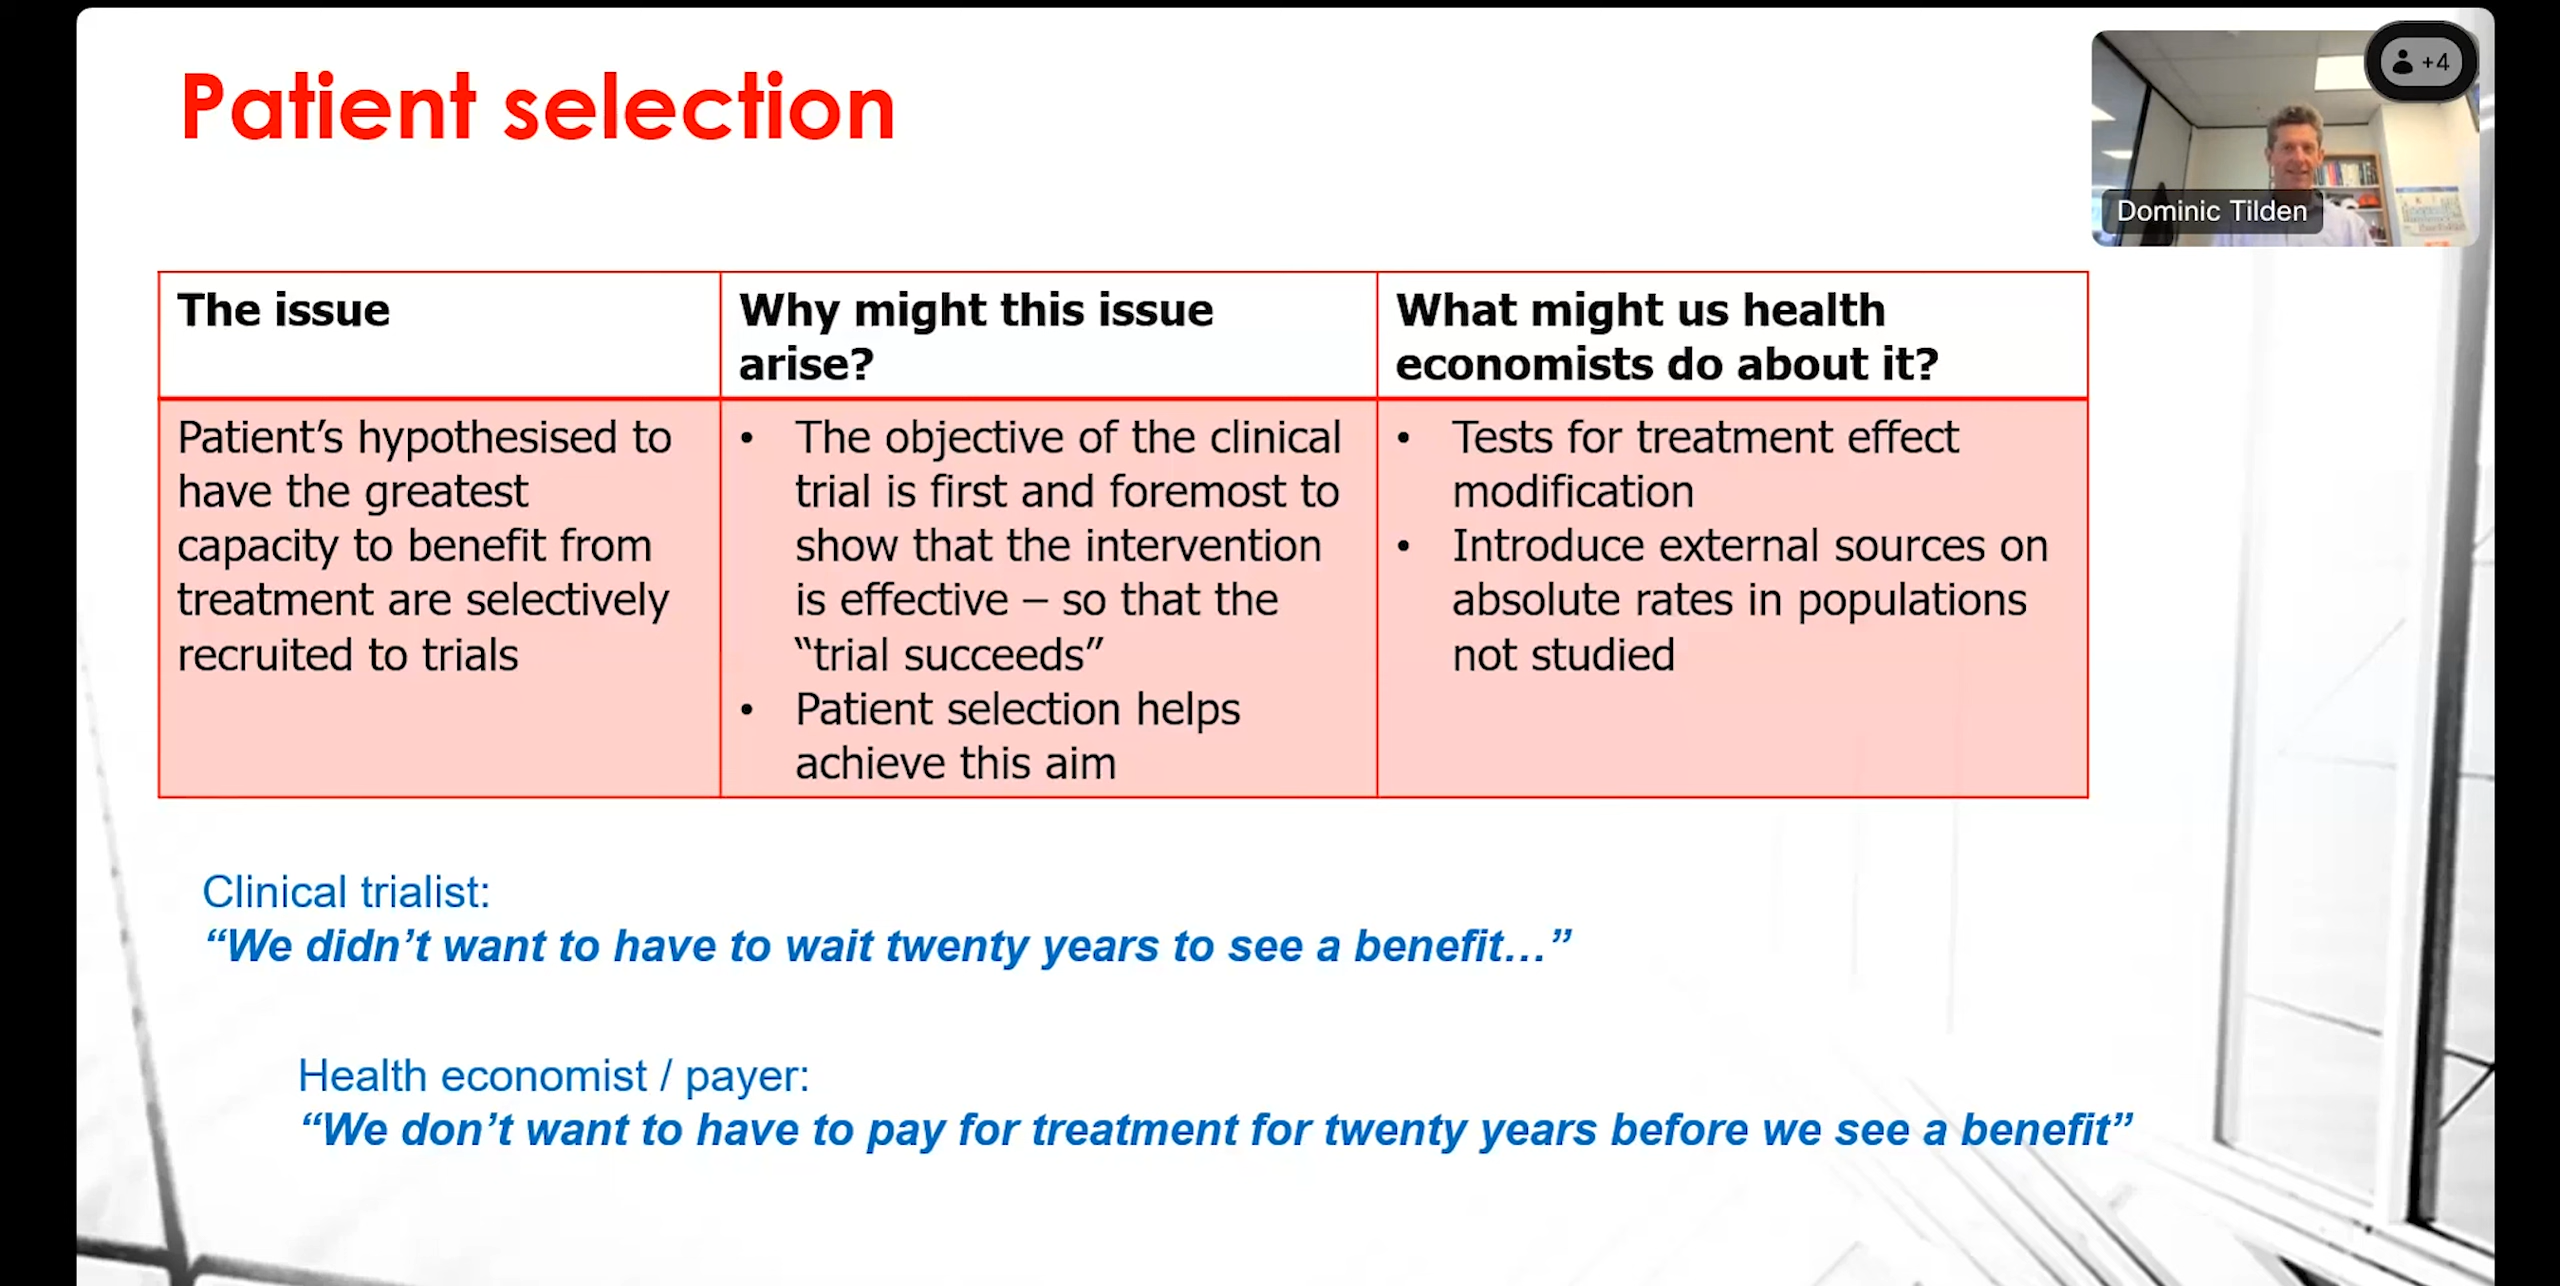 Patient selection
+4
Dominic Tilden
The issue
Why might this issue
arise?
What might us health
economists do about it?
Patient’s hypothesised to
have the greatest
capacity to benefit from
treatment are selectively
recruited to trials
• The objective of the clinical
trial is first and foremost to
show that the intervention
is effective – so that the
“trial succeeds”
• Patient selection helps
achieve this aim
• Tests for treatment effect
modification
• Introduce external sources on
absolute rates in populations
not studied
Clinical trialist:
“We didn’t want to have to wait twenty years to see a benefit…”
Health economist / payer:
“We don’t want to have to pay for treatment for twenty years before we see a benefit”